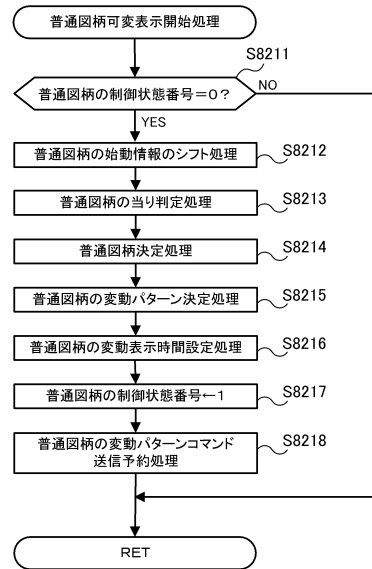 普通図柄可変表示開始処理
S8211
普通図柄の制御状態番号＝0？
NO
YES
普通図柄の始動情報のシフト処理
S8212
普通図柄の当り判定処理
S8213
普通図柄決定処理
S8214
普通図柄の変動パターン決定処理
S8215
普通図柄の変動表示時間設定処理
S8216
普通図柄の制御状態番号←1
S8217
普通図柄の変動パターンコマンド
送信予約処理
S8218
RET